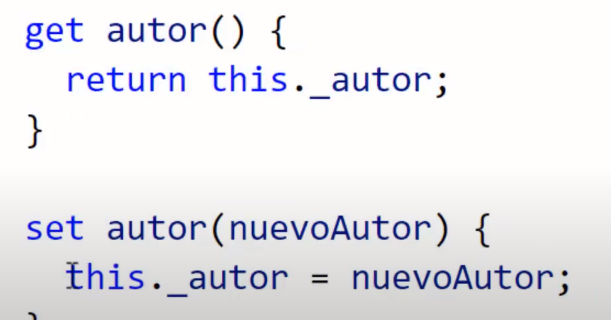 get autor() {
return this._autor;
}
set autor(nuevoAutor) {
this._autor = nuevoAutor;
}